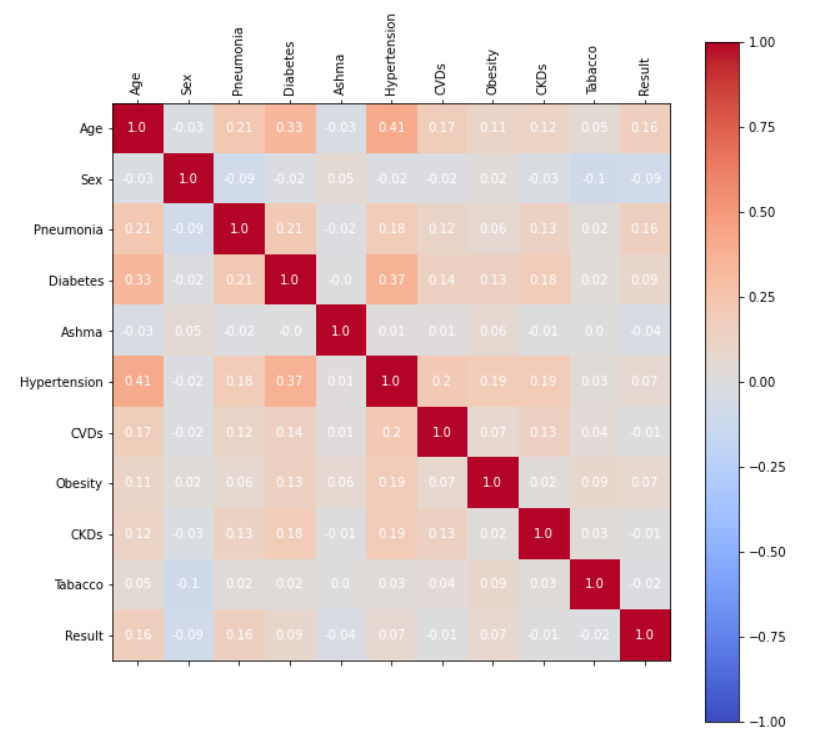 Age Sex Pneumonia Diabetes Ashma Hypertension CVDs Obesity CKDs Tabacco Result
Age 1.0 -0.03 0.21 0.33 -0.03 0.41 0.17 0.11 0.12 0.05 0.16
Sex -0.03 1.0 -0.09 -0.02 0.05 -0.02 -0.02 0.02 -0.03 -0.1 -0.09
Pneumonia 0.21 -0.09 1.0 0.21 -0.02 0.18 0.12 0.06 0.13 0.02 0.16
Diabetes 0.33 -0.02 0.21 1.0 -0.0 0.37 0.14 0.13 0.18 0.02 0.09
Ashma -0.03 0.05 -0.02 -0.0 1.0 0.01 0.01 0.06 -0.01 0.0 -0.04
Hypertension 0.41 -0.02 0.18 0.37 0.01 1.0 0.2 0.19 0.19 0.03 0.07
CVDs 0.17 -0.02 0.12 0.14 0.01 0.2 1.0 0.07 0.13 0.04 -0.01
Obesity 0.11 0.02 0.06 0.13 0.06 0.19 0.07 1.0 0.02 0.09 0.07
CKDs 0.12 -0.03 0.13 0.18 -0.01 0.19 0.13 0.02 1.0 0.03 -0.01
Tabacco 0.05 -0.1 0.02 0.02 0.0 0.03 0.04 0.09 0.03 1.0 -0.02
Result 0.16 -0.09 0.16 0.09 -0.04 0.07 -0.01 0.07 -0.01 -0.02 1.0
1.00
0.75
0.50
0.25
0.00
−0.25
−0.50
−0.75
−1.00